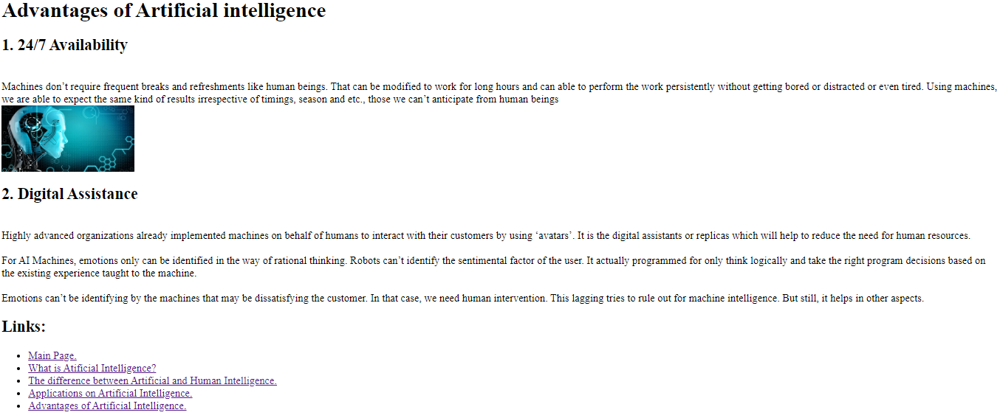 Advantages of Artificial intelligence
1. 24/7 Availability
Machines don’t require frequent breaks and refreshments like human beings. That can be modified to work for long hours and can able to perform the work persistently without getting bored or distracted or even tired. Using machines,
we are able to expect the same kind of results irrespective of timings, season and etc., those we can’t anticipate from human beings
2. Digital Assistance
Highly advanced organizations already implemented machines on behalf of humans to interact with their customers by using ‘avatars’. It is the digital assistants or replicas which will help to reduce the need for human resources.
For AI Machines, emotions only can be identified in the way of rational thinking. Robots can’t identify the sentimental factor of the user. It actually programmed for only think logically and take the right program decisions based on
the existing experience taught to the machine.
Emotions can’t be identifying by the machines that may be dissatisfying the customer. In that case, we need human intervention. This lagging tries to rule out for machine intelligence. But still, it helps in other aspects.
Links:
• Main Page.
• What is Atificial Intelligence?
• The difference between Artificial and Human Intelligence.
• Applications on Artificial Intelligence.
• Advantages of Artificial Intelligence.